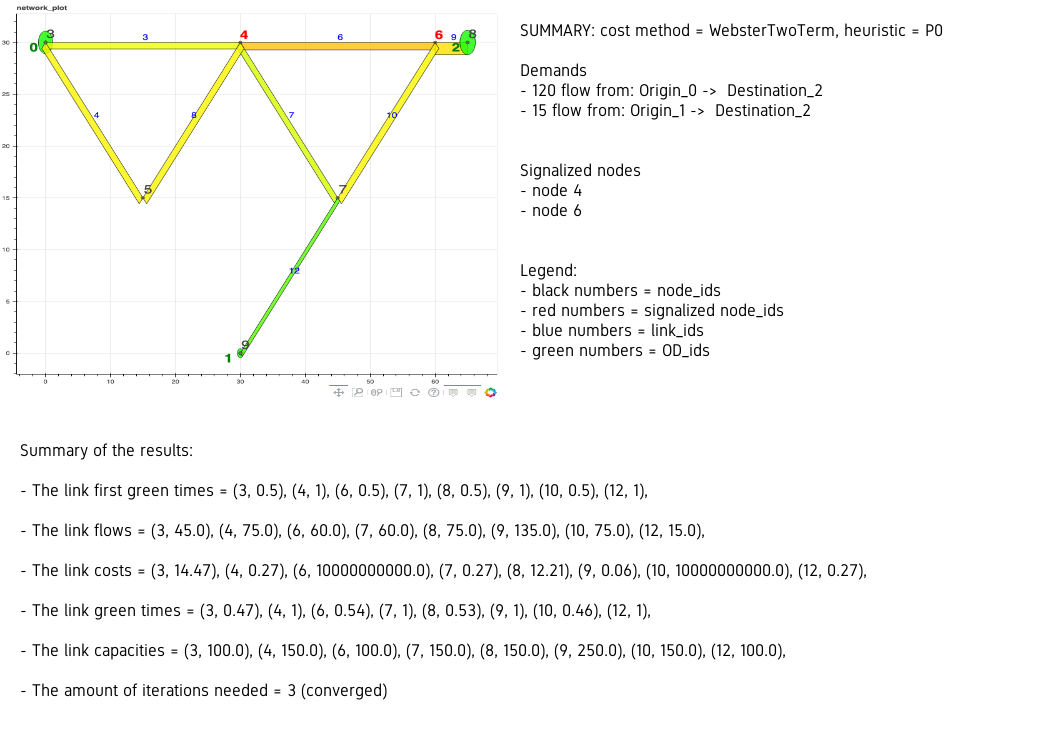 network_plot
3
0
3
4
6
6
9
2
8
30
25
20
15
10
5
0
4
8
7
10
5
7
12
9
1
0
10
20
30
40
50
60
SUMMARY: cost method = WebsterTwoTerm, heuristic = P0
Demands
- 120 flow from: Origin_0 -> Destination_2
- 15 flow from: Origin_1 -> Destination_2
Signalized nodes
- node 4
- node 6
Legend:
- black numbers = node_ids
- red numbers = signalized node_ids
- blue numbers = link_ids
- green numbers = OD_ids
Summary of the results:
- The link first green times = (3, 0.5), (4, 1), (6, 0.5), (7, 1), (8, 0.5), (9, 1), (10, 0.5), (12, 1),
- The link flows = (3, 45.0), (4, 75.0), (6, 60.0), (7, 60.0), (8, 75.0), (9, 135.0), (10, 75.0), (12, 15.0),
- The link costs = (3, 14.47), (4, 0.27), (6, 10000000000.0), (7, 0.27), (8, 12.21), (9, 0.06), (10, 10000000000.0), (12, 0.27),
- The link green times = (3, 0.47), (4, 1), (6, 0.54), (7, 1), (8, 0.53), (9, 1), (10, 0.46), (12, 1),
- The link capacities = (3, 100.0), (4, 150.0), (6, 100.0), (7, 150.0), (8, 150.0), (9, 250.0), (10, 150.0), (12, 100.0),
- The amount of iterations needed = 3 (converged)